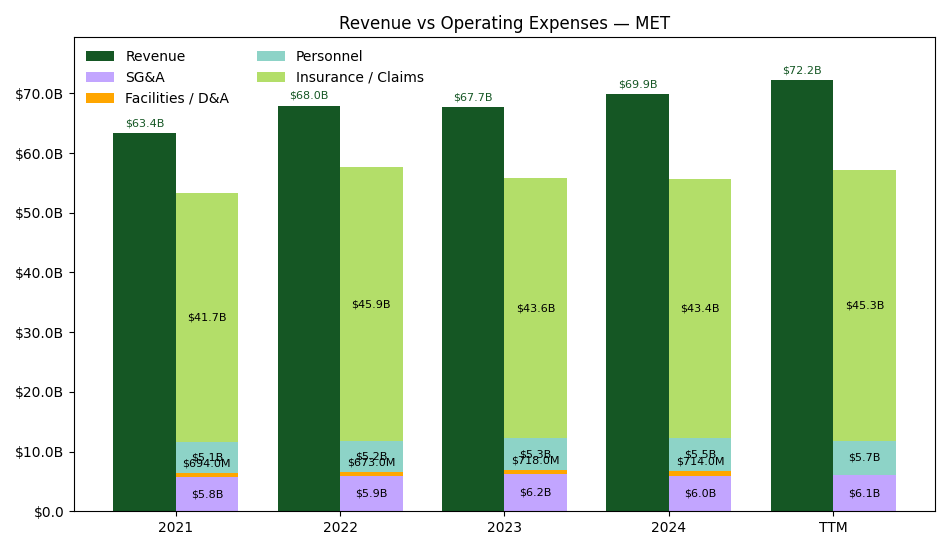 Revenue vs Operating Expenses — MET
Revenue
SG&A
Facilities / D&A
Personnel
Insurance / Claims
$70.0B
$60.0B
$50.0B
$40.0B
$30.0B
$20.0B
$10.0B
$0.0
$63.4B
$68.0B
$67.7B
$69.9B
$72.2B
$41.7B
$45.9B
$43.6B
$43.4B
$45.3B
$5.1B
$5.2B
$5.3B
$5.5B
$5.7B
$694.0M
$673.0M
$718.0M
$714.0M
$5.8B
$5.9B
$6.2B
$6.0B
$6.1B
2021
2022
2023
2024
TTM